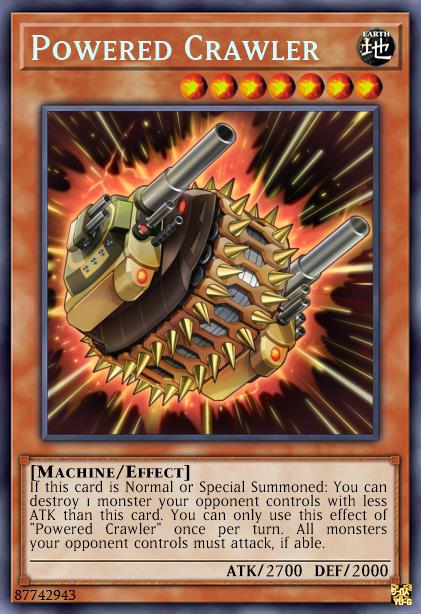 POWERED CRAWLER
EARTH
地
[MACHINE/EFFECT]
If this card is Normal or Special Summoned: You can
destroy 1 monster your opponent controls with less
ATK than this card. You can only use this effect of
"Powered Crawler" once per turn. All monsters
your opponent controls must attack, if able.
ATK/2700 DEF/2000
87742943